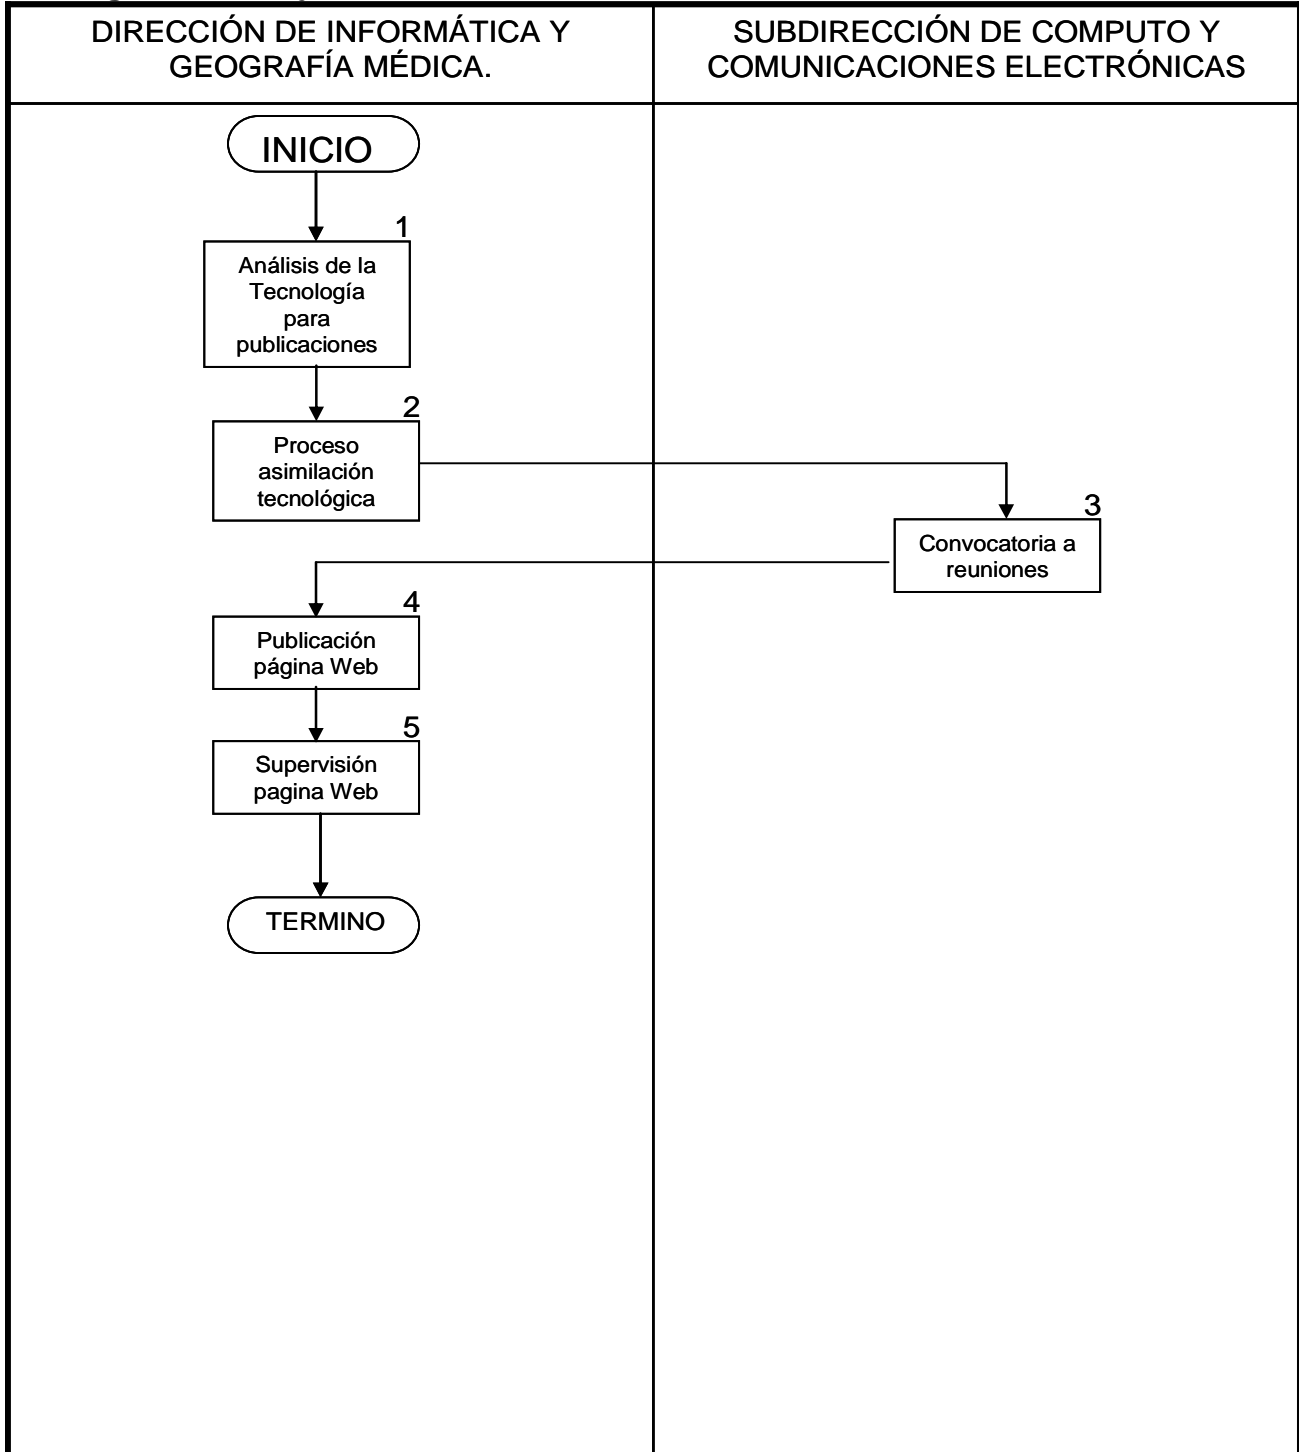 DIRECCIÓN DE INFORMÁTICA Y
GEOGRAFÍA MÉDICA.
SUBDIRECCIÓN DE COMPUTO Y
COMUNICACIONES ELECTRÓNICAS
INICIO
1
Análisis de la
Tecnología
para
publicaciones
2
Proceso
asimilación
tecnológica
3
Convocatoria a
reuniones
4
Publicación
página Web
5
Supervisión
pagina Web
TERMINO